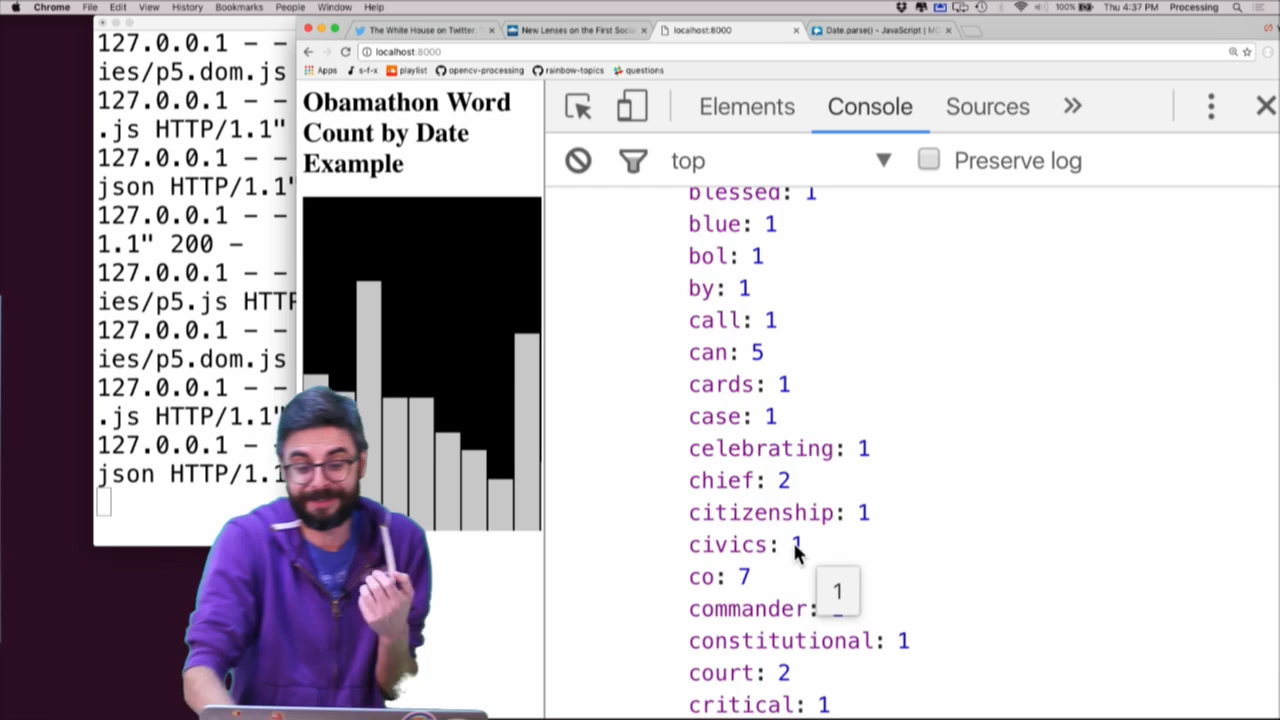 Chrome File Edit View History Bookmarks People Window Help 100% Thu 4:37 PM Processing
127.0.0.1 - -
ies/p5.dom.js
127.0.0.1 - -
.js HTTP/1.1"
127.0.0.1 - -
json HTTP/1.1"
127.0.0.1 - -
1.1" 200 -
127.0.0.1 - -
ies/p5.js HTTP
127.0.0.1 - -
ies/p5.dom.js
127.0.0.1 - -
.js HTTP/1.1"
127.0.0.1 -
json HTTP/1.1
The White House on Twitter: New Lenses on the First Socia localhost:8000 Date.parse() - JavaScript | MD
localhost:8000
Apps s-f-x playlist opencv-processing rainbow-topics questions
Obamathon Word
Count by Date
Example
Elements Console Sources »
top Preserve log
blessed: 1
blue: 1
bol: 1
by: 1
call: 1
can: 5
cards: 1
case: 1
celebrating: 1
chief: 2
citizenship: 1
civics: 1
co: 7
1
commander:
constitutional: 1
court: 2
critical: 1